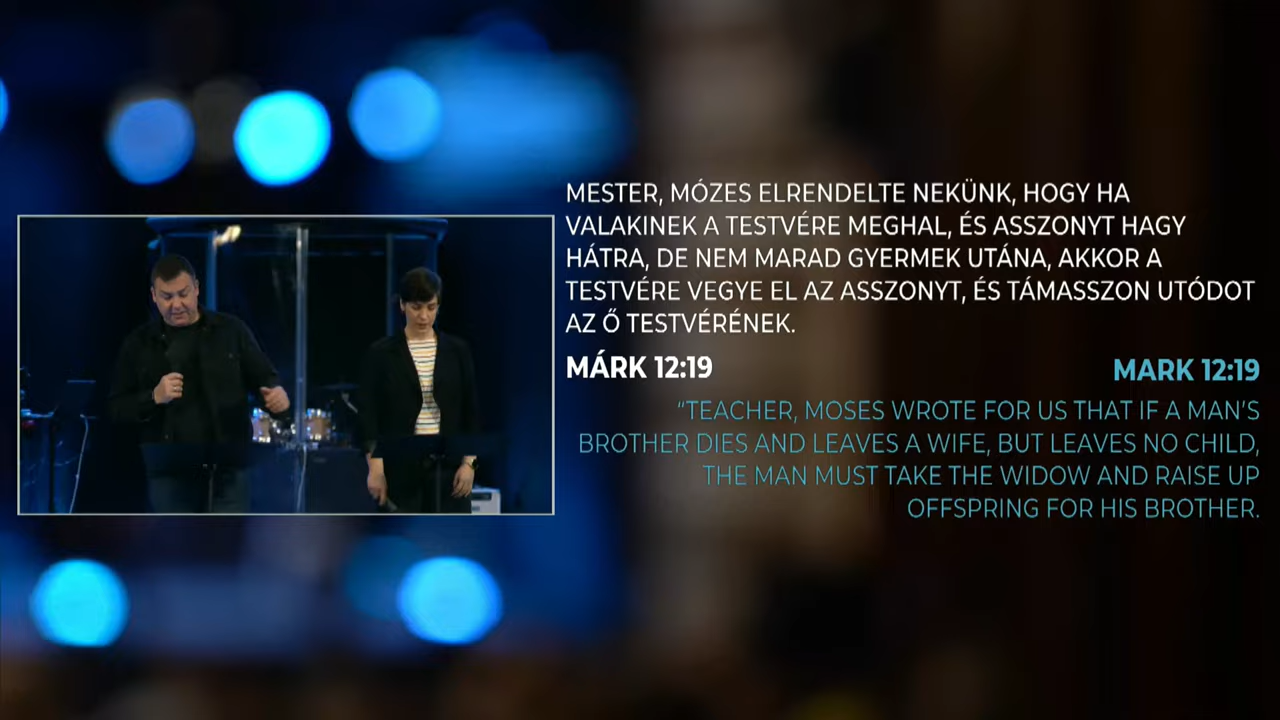 MESTER, MÓZES ELRENDELTE NEKÜNK, HOGY HA
VALAKINEK A TESTVÉRE MEGHAL, ÉS ASSZONYT HAGY
HÁTRA, DE NEM MARAD GYERMEK UTÁNA, AKKOR A
TESTVÉRE VEGYE EL AZ ASSZONYT, ÉS TÁMASSZON UTÓDOT
AZ Ő TESTVÉRÉNEK.
MÁRK 12:19
MARK 12:19
“TEACHER, MOSES WROTE FOR US THAT IF A MAN’S
BROTHER DIES AND LEAVES A WIFE, BUT LEAVES NO CHILD,
THE MAN MUST TAKE THE WIDOW AND RAISE UP
OFFSPRING FOR HIS BROTHER.